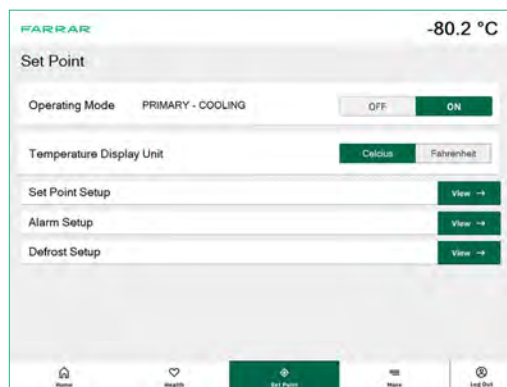 FARRAR
-80.2 °C
Set Point
Operating Mode PRIMARY - COOLING OFF ON
Temperature Display Unit Celcius Fahrenheit
Set Point Setup View →
Alarm Setup View →
Defrost Setup View →
Home Health Set Point More Log Out